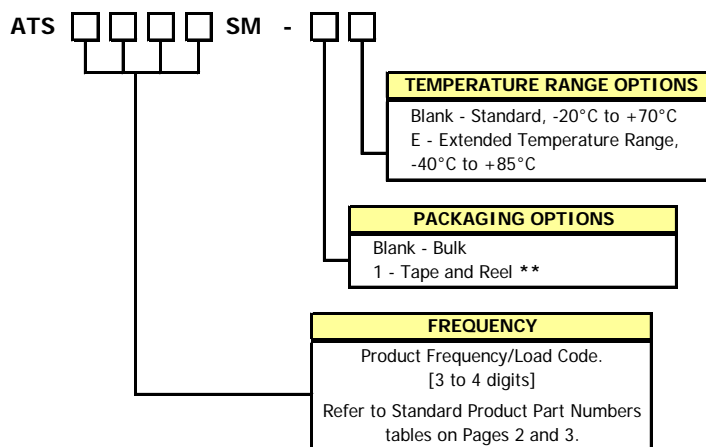 ATS SM -
TEMPERATURE RANGE OPTIONS
Blank - Standard, -20°C to +70°C
E - Extended Temperature Range,
-40°C to +85°C
PACKAGING OPTIONS
Blank - Bulk
1 - Tape and Reel **
FREQUENCY
Product Frequency/Load Code.
[3 to 4 digits]
Refer to Standard Product Part Numbers
tables on Pages 2 and 3.